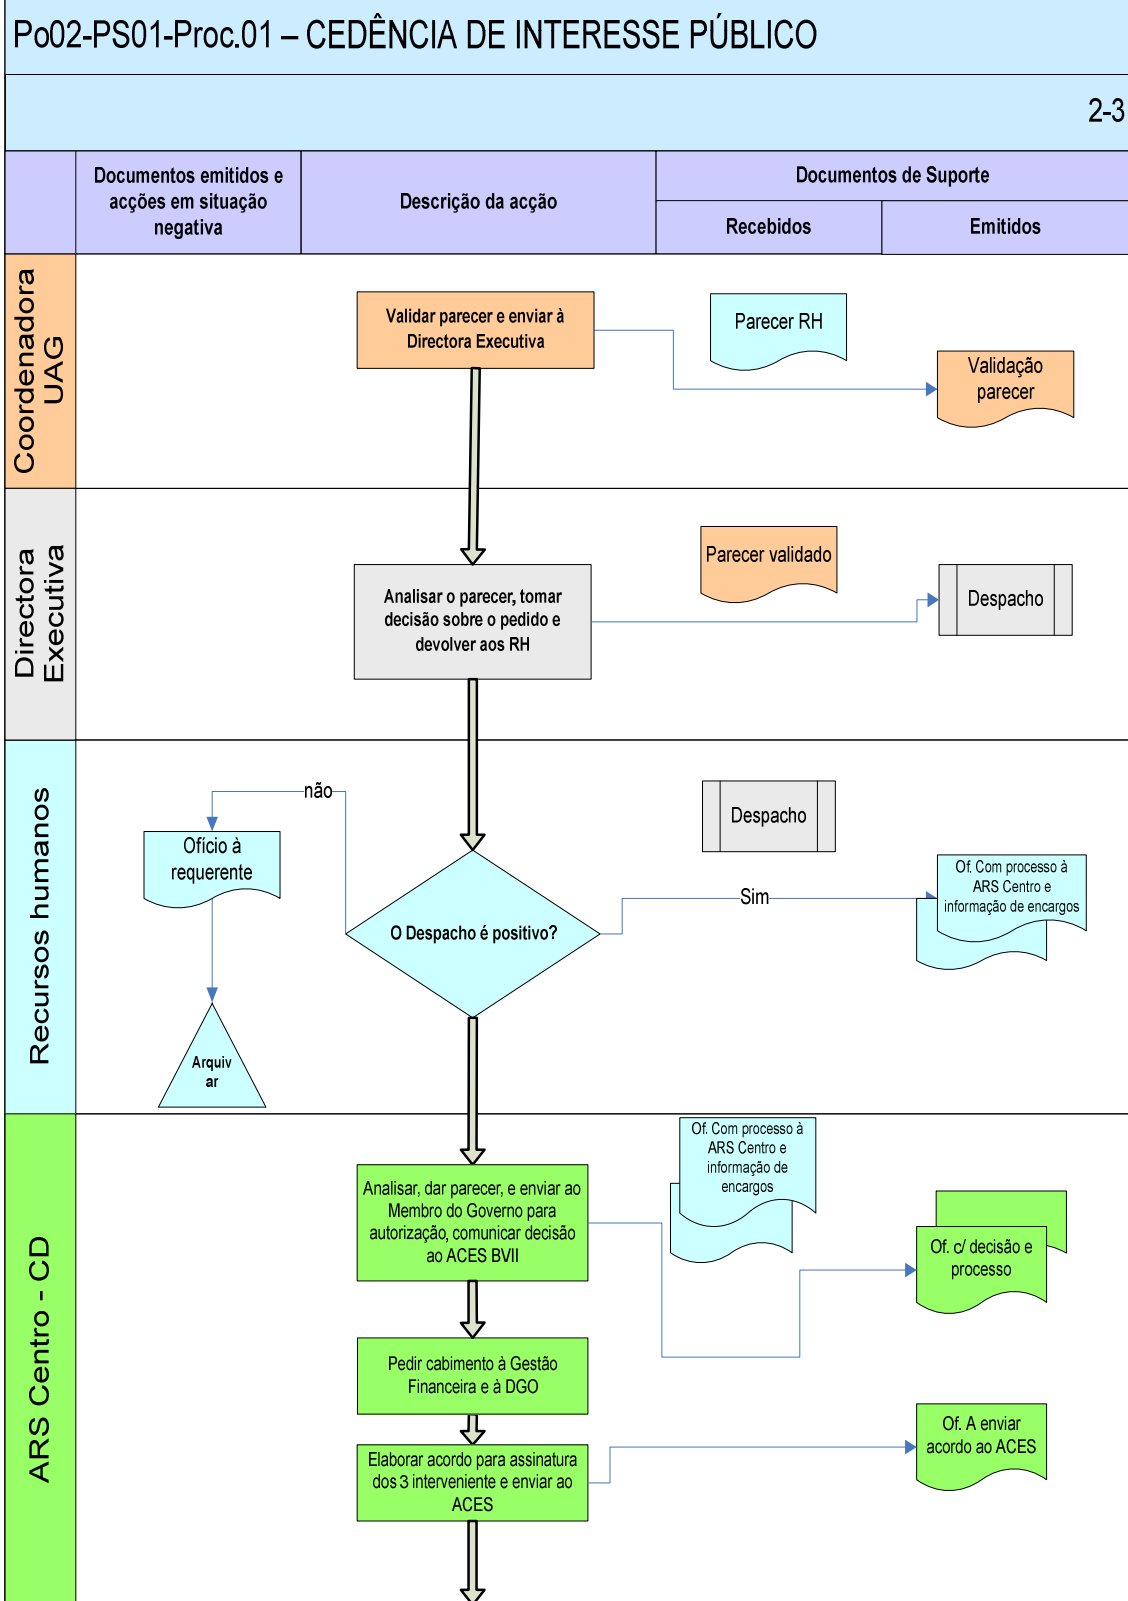 Po02-PS01-Proc.01 – CEDÊNCIA DE INTERESSE PÚBLICO
2-3
Documentos emitidos e
acções em situação
negativa
Descrição da acção
Documentos de Suporte
Recebidos
Emitidos
Coordenadora
UAG
Validar parecer e enviar à
Directora Executiva
Parecer RH
Validação
parecer
Directora
Executiva
Analisar o parecer, tomar
decisão sobre o pedido e
devolver aos RH
Parecer validado
Despacho
Recursos humanos
não
Ofício à
requerente
Arquiv
ar
O Despacho é positivo?
Despacho
Sim
Of. Com processo à
ARS Centro e
informação de encargos
ARS Centro - CD
Analisar, dar parecer, e enviar ao
Membro do Governo para
autorização, comunicar decisão
ao ACES BVII
Of. Com processo à
ARS Centro e
informação de
encargos
Of. c/ decisão e
processo
Pedir cabimento à Gestão
Financeira e à DGO
Elaborar acordo para assinatura
dos 3 interveniente e enviar ao
ACES
Of. A enviar
acordo ao ACES